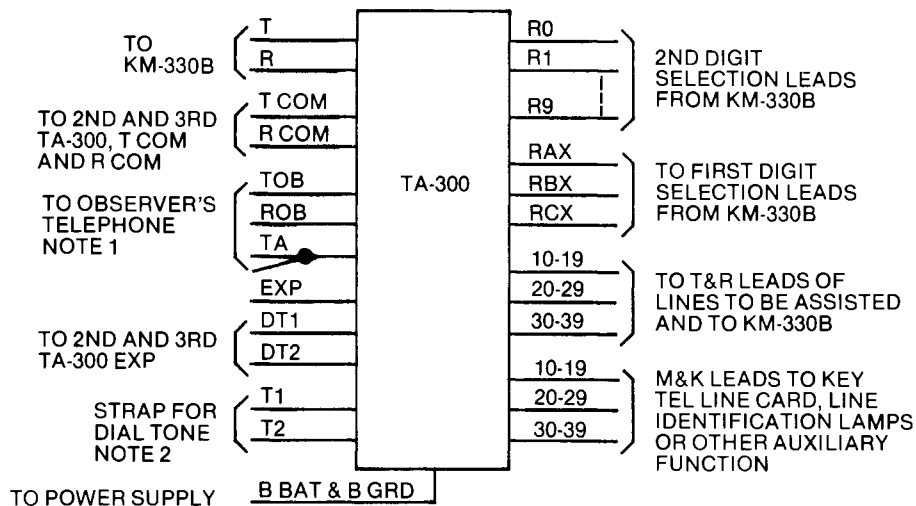 TO
KM-330B
T
R
TO 2ND AND 3RD
TA-300, T COM
AND R COM
T COM
R COM
TO OBSERVER'S
TELEPHONE
NOTE 1
TOB
ROB
TA
EXP
TO 2ND AND 3RD
TA-300 EXP
DT1
DT2
STRAP FOR
DIAL TONE
NOTE 2
T1
T2
TO POWER SUPPLY
B BAT & B GRD
TA-300
R0
R1
R9
2ND DIGIT
SELECTION LEADS
FROM KM-330B
RAX
RBX
RCX
TO FIRST DIGIT
SELECTION LEADS
FROM KM-330B
10-19
20-29
30-39
TO T&R LEADS OF
LINES TO BE ASSISTED
AND TO KM-330B
10-19
20-29
30-39
M&K LEADS TO KEY
TEL LINE CARD, LINE
IDENTIFICATION LAMPS
OR OTHER AUXILIARY
FUNCTION